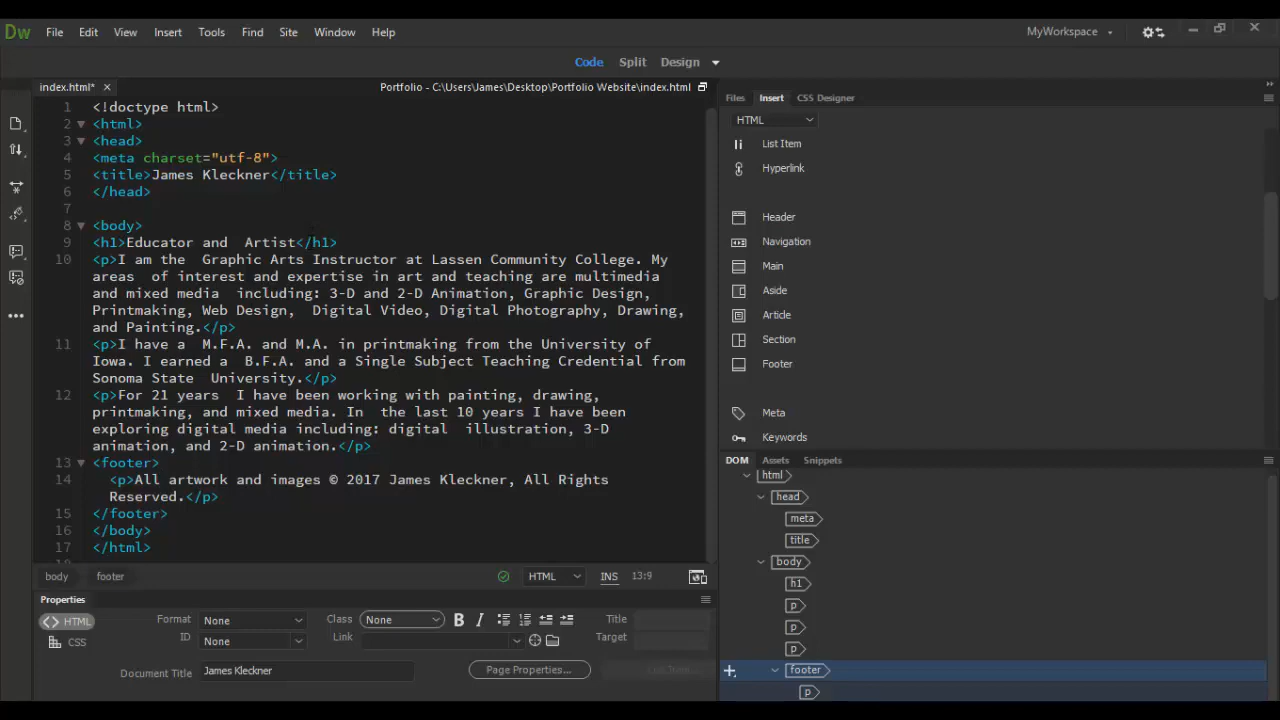 Dw File Edit View Insert Tools Find Site Window Help MyWorkspace
Code Split Design
index.html* Portfolio - C:\Users\James\Desktop\Portfolio Website\index.html
1 <!doctype html>
2 <html>
3 <head>
4 <meta charset="utf-8">
5 <title>James Kleckner</title>
6 </head>
7
8 <body>
9 <h1>Educator and  Artist</h1>
10 <p>I am the  Graphic Arts Instructor at Lassen Community College. My
areas  of interest and expertise in art and teaching are multimedia
and mixed media  including: 3-D and 2-D Animation, Graphic Design,
Printmaking, Web Design,  Digital Video, Digital Photography, Drawing,
and Painting.</p>
11 <p>I have a  M.F.A. and M.A. in printmaking from the University of
Iowa. I earned a  B.F.A. and a Single Subject Teaching Credential from
Sonoma State  University.</p>
12 <p>For 21 years  I have been working with painting, drawing,
printmaking, and mixed media. In  the last 10 years I have been
exploring digital media including: digital  illustration, 3-D
animation, and 2-D animation.</p>
13 <footer>
14 <p>All artwork and images © 2017 James Kleckner, All Rights
Reserved.</p>
15 </footer>
16 </body>
17 </html>
body footer HTML INS 13:9
Properties
HTML Format None Class None B I Title
CSS ID None Link Target
Document Title James Kleckner Page Properties...
Files Insert CSS Designer
HTML
List Item
Hyperlink
Header
Navigation
Main
Aside
Article
Section
Footer
Meta
Keywords
DOM Assets Snippets
html
head
meta
title
body
h1
p
p
p
footer
p